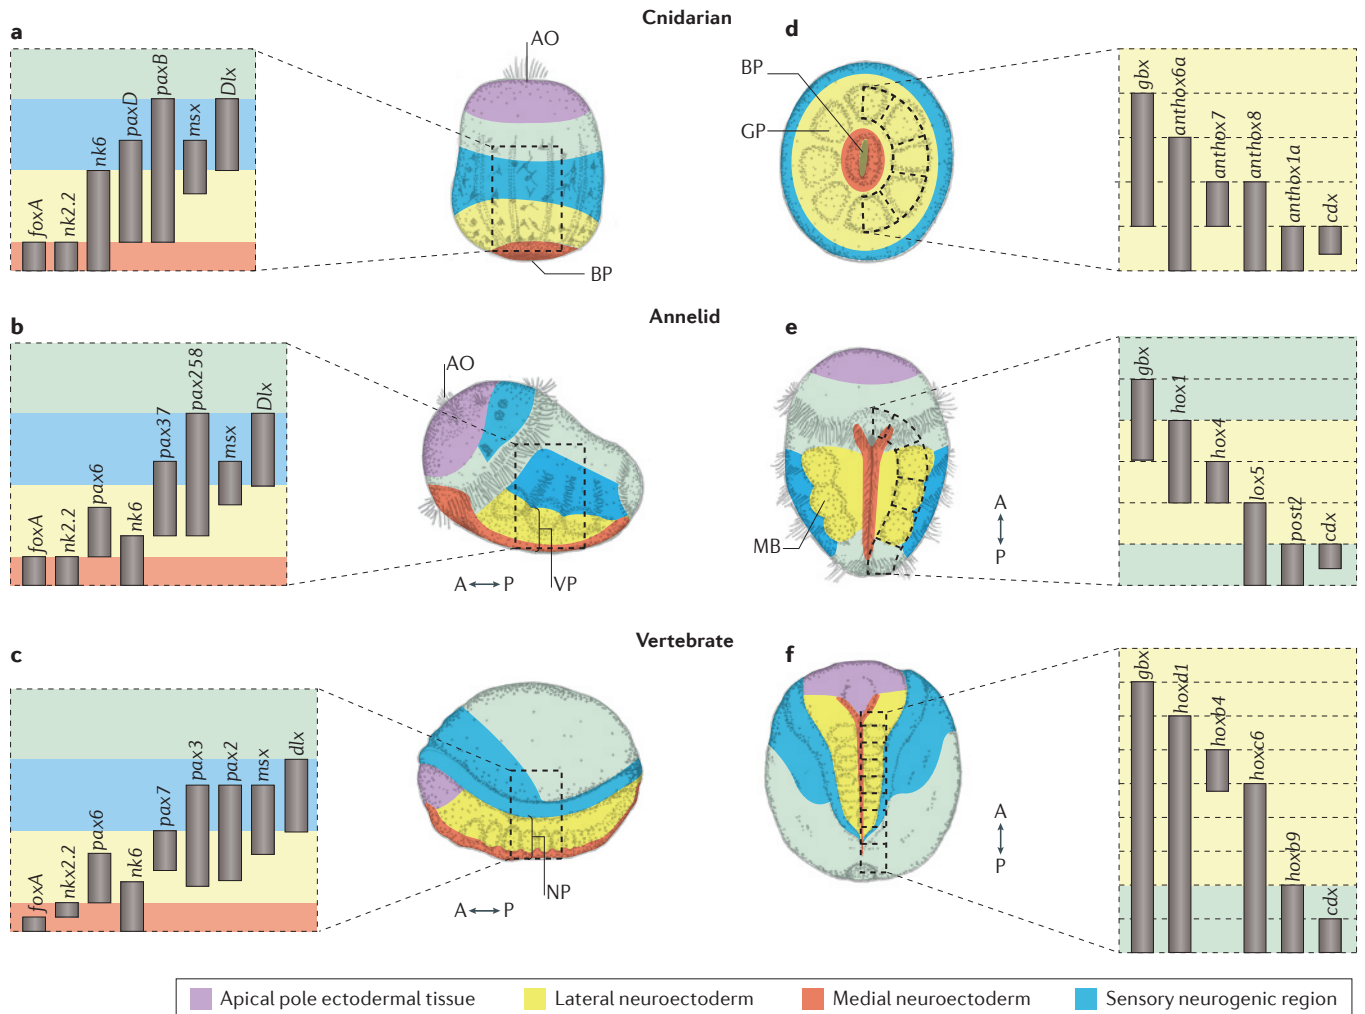 Cnidarian
a
foxA
nk2.2
nk6
paxD
paxB
msx
Dlx
AO
BP
d
BP
GP
gbx
anthox6a
anthox7
anthox8
anthox1a
cdx
Annelid
b
foxA
nk2.2
pax6
nk6
pax37
pax258
msx
Dlx
AO
A P
VP
e
MB
A
P
gbx
hox1
hox4
lox5
post2
cdx
Vertebrate
c
foxA
nkx2.2
pax6
nk6
pax7
pax3
pax2
msx
dlx
A P
NP
f
A
P
gbx
hoxd1
hoxb4
hoxc6
hoxb9
cdx
Apical pole ectodermal tissue
Lateral neuroectoderm
Medial neuroectoderm
Sensory neurogenic region